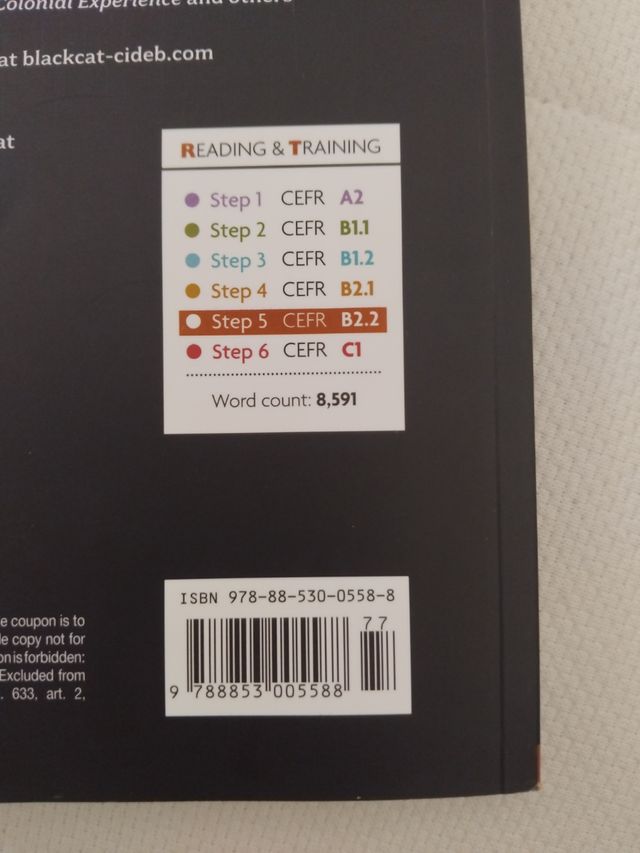 Colonial Experience and others
at blackcat-cideb.com
at
READING & TRAINING
Step 1 CEFR A2
Step 2 CEFR B1.1
Step 3 CEFR B1.2
Step 4 CEFR B2.1
Step 5 CEFR B2.2
Step 6 CEFR C1
Word count: 8,591
ISBN 978-88-530-0558-8
77
9 788853 005588
e coupon is to
le copy not for
on is forbidden:
Excluded from
. 633, art. 2,